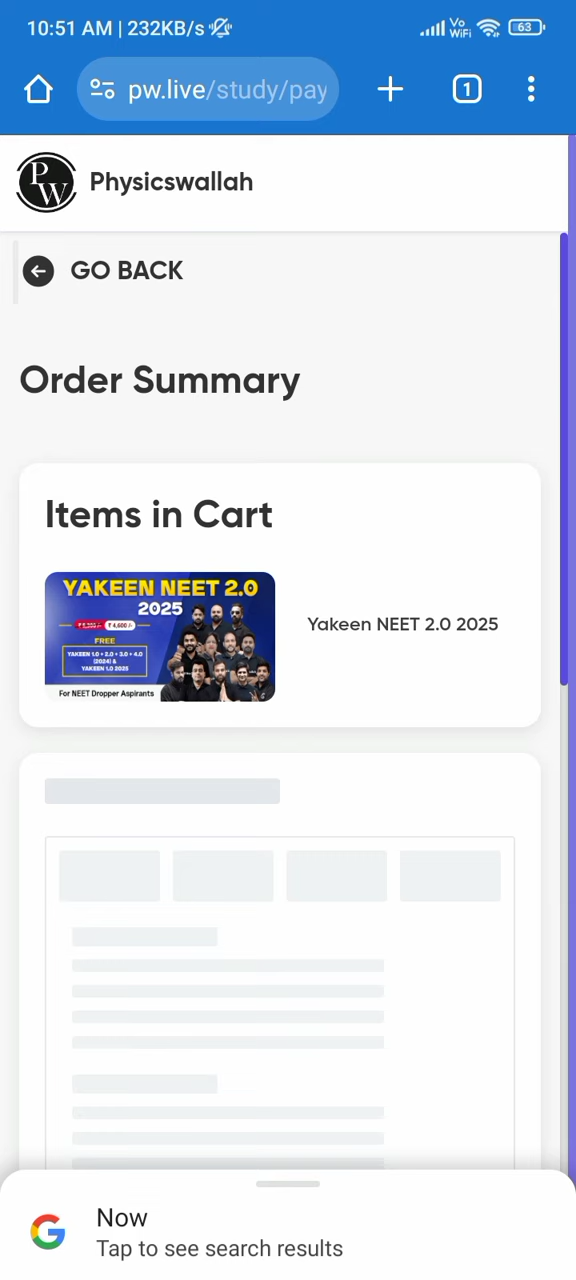 10:51 AM | 232KB/s
Vo
WiFi
63
pw.live/study/pay
1
PW
Physicswallah
GO BACK
Order Summary
Items in Cart
YAKEEN NEET 2.0
2025
₹ 4,600 /-
FREE
YAKEEN 1.0 + 2.0 + 3.0 + 4.0
(2024) &
YAKEEN 1.0 2025
For NEET Dropper Aspirants
Yakeen NEET 2.0 2025
Now
Tap to see search results